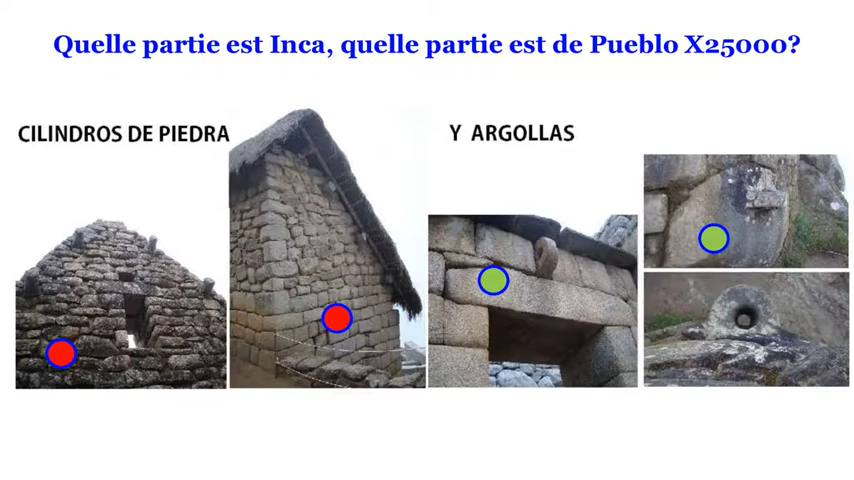 Quelle partie est Inca, quelle partie est de Pueblo X25000?
CILINDROS DE PIEDRA
Y ARGOLLAS